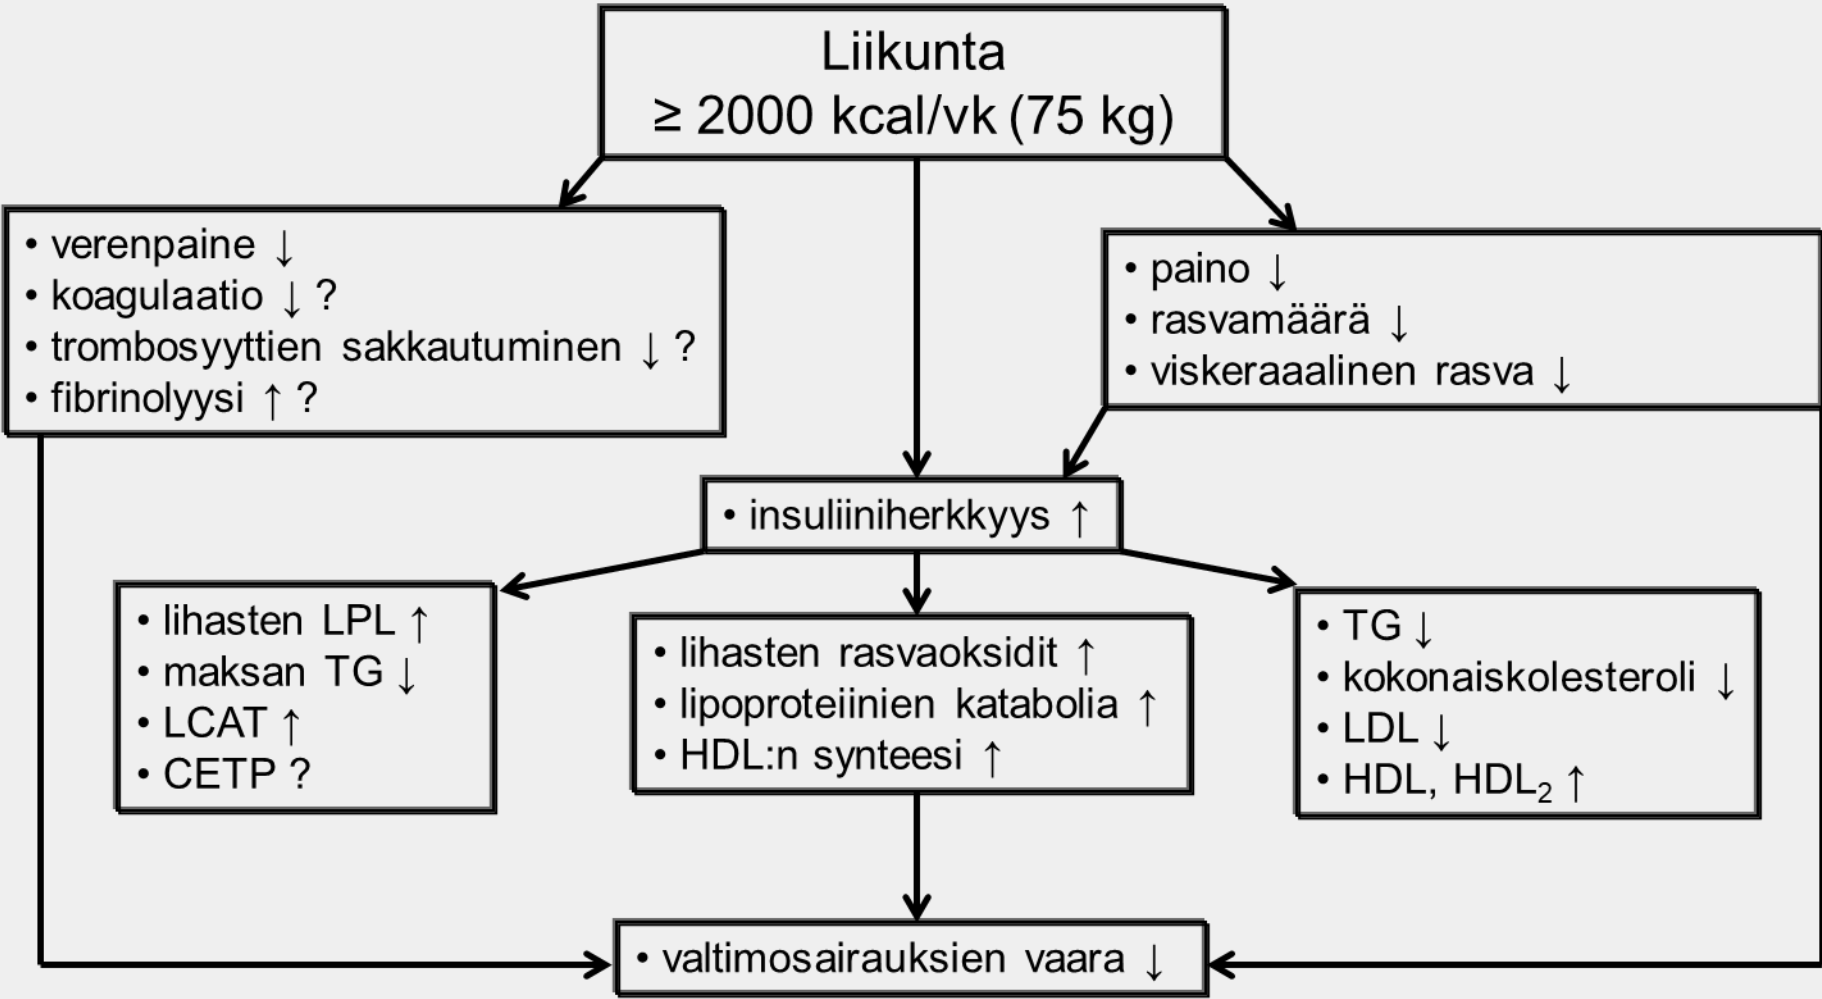 Liikunta
≥ 2000 kcal/vk (75 kg)
• verenpaine ↓
• koagulaatio ↓ ?
• trombosyyttien sakkautuminen ↓ ?
• fibrinolyysi ↑ ?
• paino ↓
• rasvamäärä ↓
• viskeraaalinen rasva ↓
• insuliiniherkkyys ↑
• lihasten LPL ↑
• maksan TG ↓
• LCAT ↑
• CETP ?
• lihasten rasvaoksidit ↑
• lipoproteiinien katabolia ↑
• HDL:n synteesi ↑
• TG ↓
• kokonaiskolesteroli ↓
• LDL ↓
• HDL, HDL₂ ↑
• valtimosairauksien vaara ↓